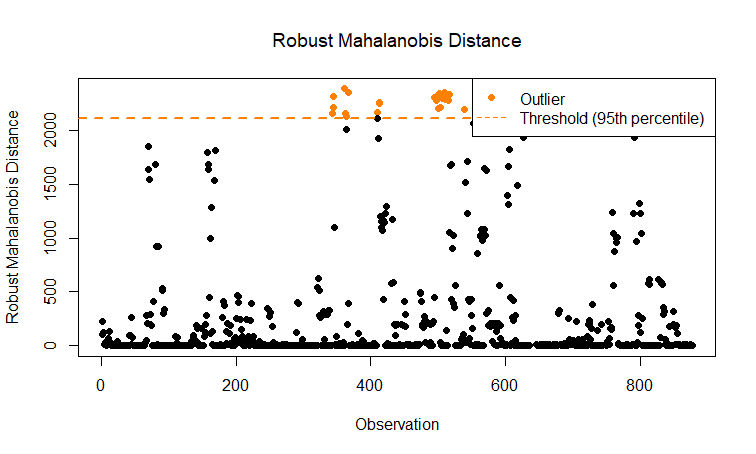 Robust Mahalanobis Distance
Outlier
Threshold (95th percentile)
Robust Mahalanobis Distance
2000
1500
1000
500
0
0
200
400
600
800
Observation